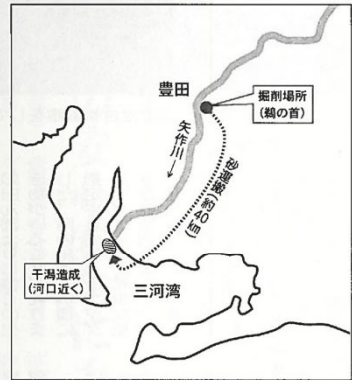 豊田
掘削場所
(鵜の首)
矢作川→
砂運搬(約40km)
干潟造成
(河口近く)
三河湾